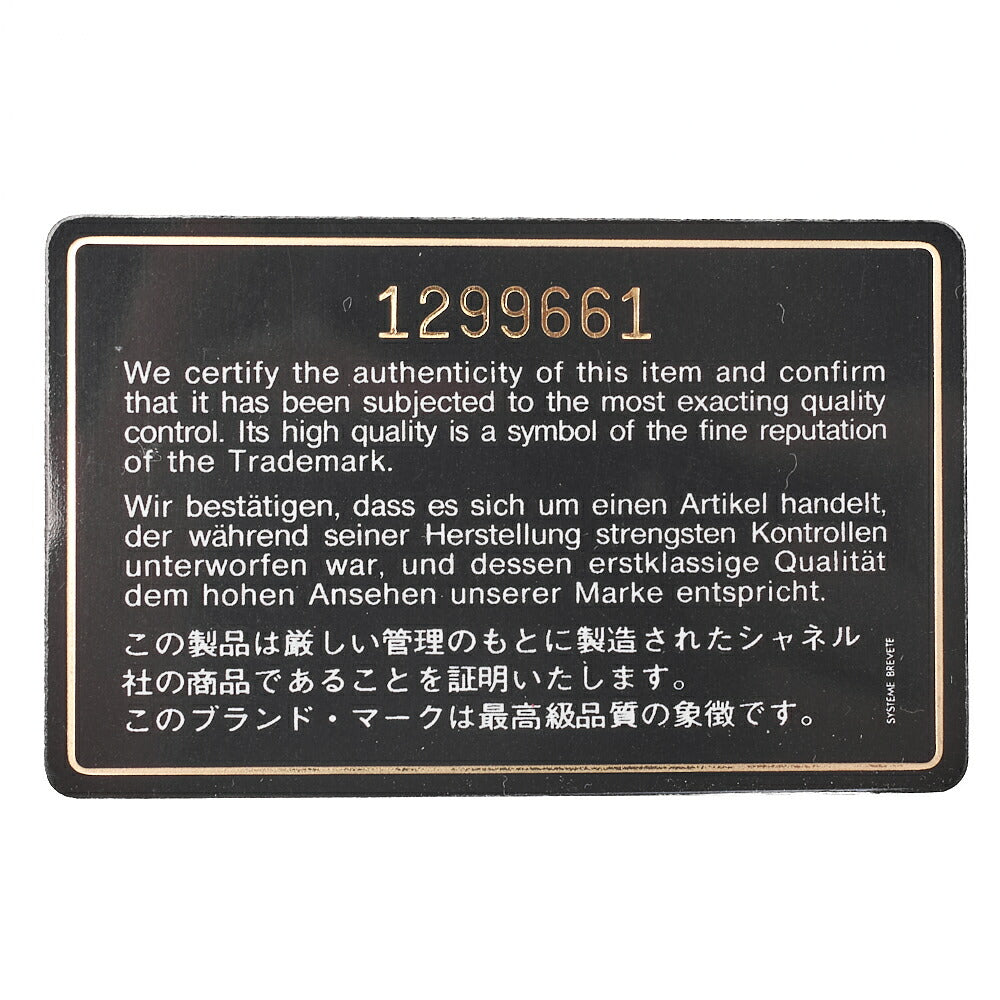 1299661
We certify the authenticity of this item and confirm
that it has been subjected to the most exacting quality
control. Its high quality is a symbol of the fine reputation
of the Trademark.
Wir bestätigen, dass es sich um einen Artikel handelt,
der während seiner Herstellung strengsten Kontrollen
unterworfen war, und dessen erstklassige Qualität
dem hohen Ansehen unserer Marke entspricht.
この製品は厳しい管理のもとに製造されたシャネル
社の商品であることを証明いたします。
このブランド・マークは最高級品質の象徴です。
SYSTEME BREVETE